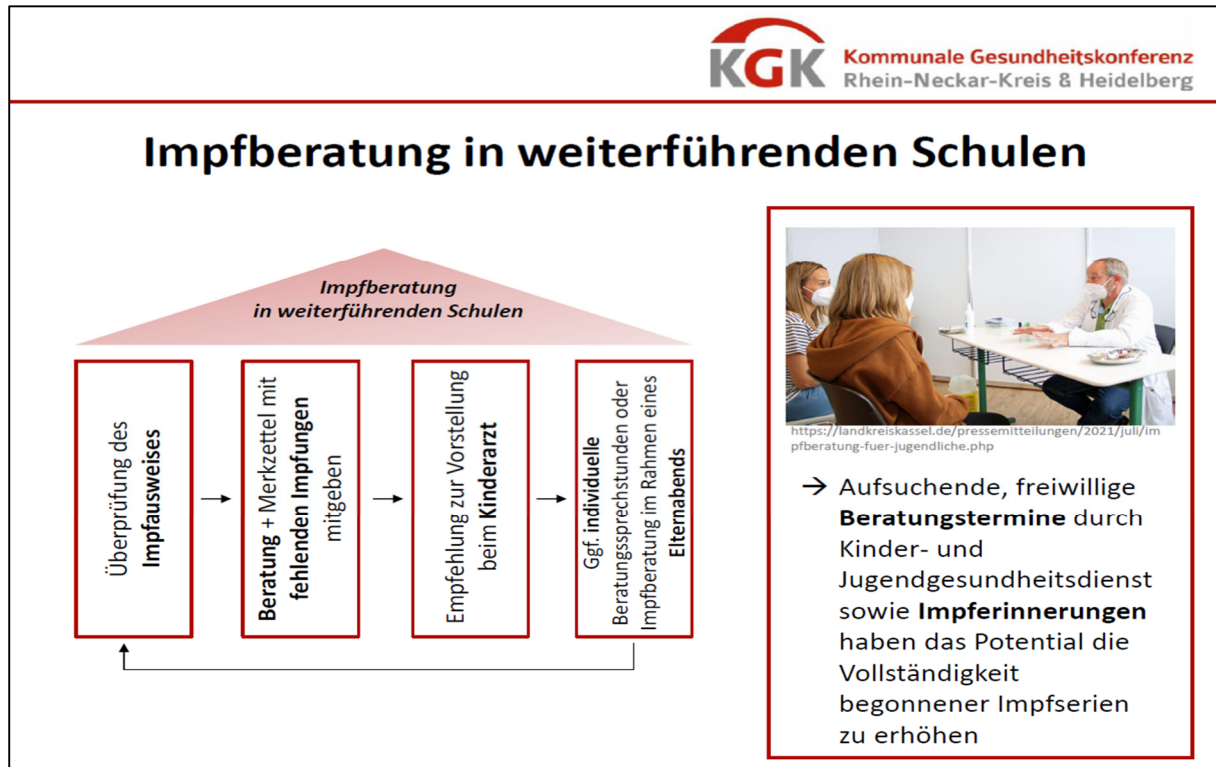 KGK
Kommunale Gesundheitskonferenz
Rhein-Neckar-Kreis & Heidelberg
Impfberatung in weiterführenden Schulen
Impfberatung
in weiterführenden Schulen
Überprüfung des
Impfausweises
Beratung + Merkzettel mit
fehlenden Impfungen
mitgeben
Empfehlung zur Vorstellung
beim Kinderarzt
Ggf. individuelle
Beratungssprechstunden oder
Impfberatung im Rahmen eines
Elternabends
https://landkreiskassel.de/pressemitteilungen/2021/juli/im
pfberatung-fuer-jugendliche.php
→ Aufsuchende, freiwillige
Beratungstermine durch
Kinder- und
Jugendgesundheitsdienst
sowie Impferinnerungen
haben das Potential die
Vollständigkeit
begonnener Impfserien
zu erhöhen